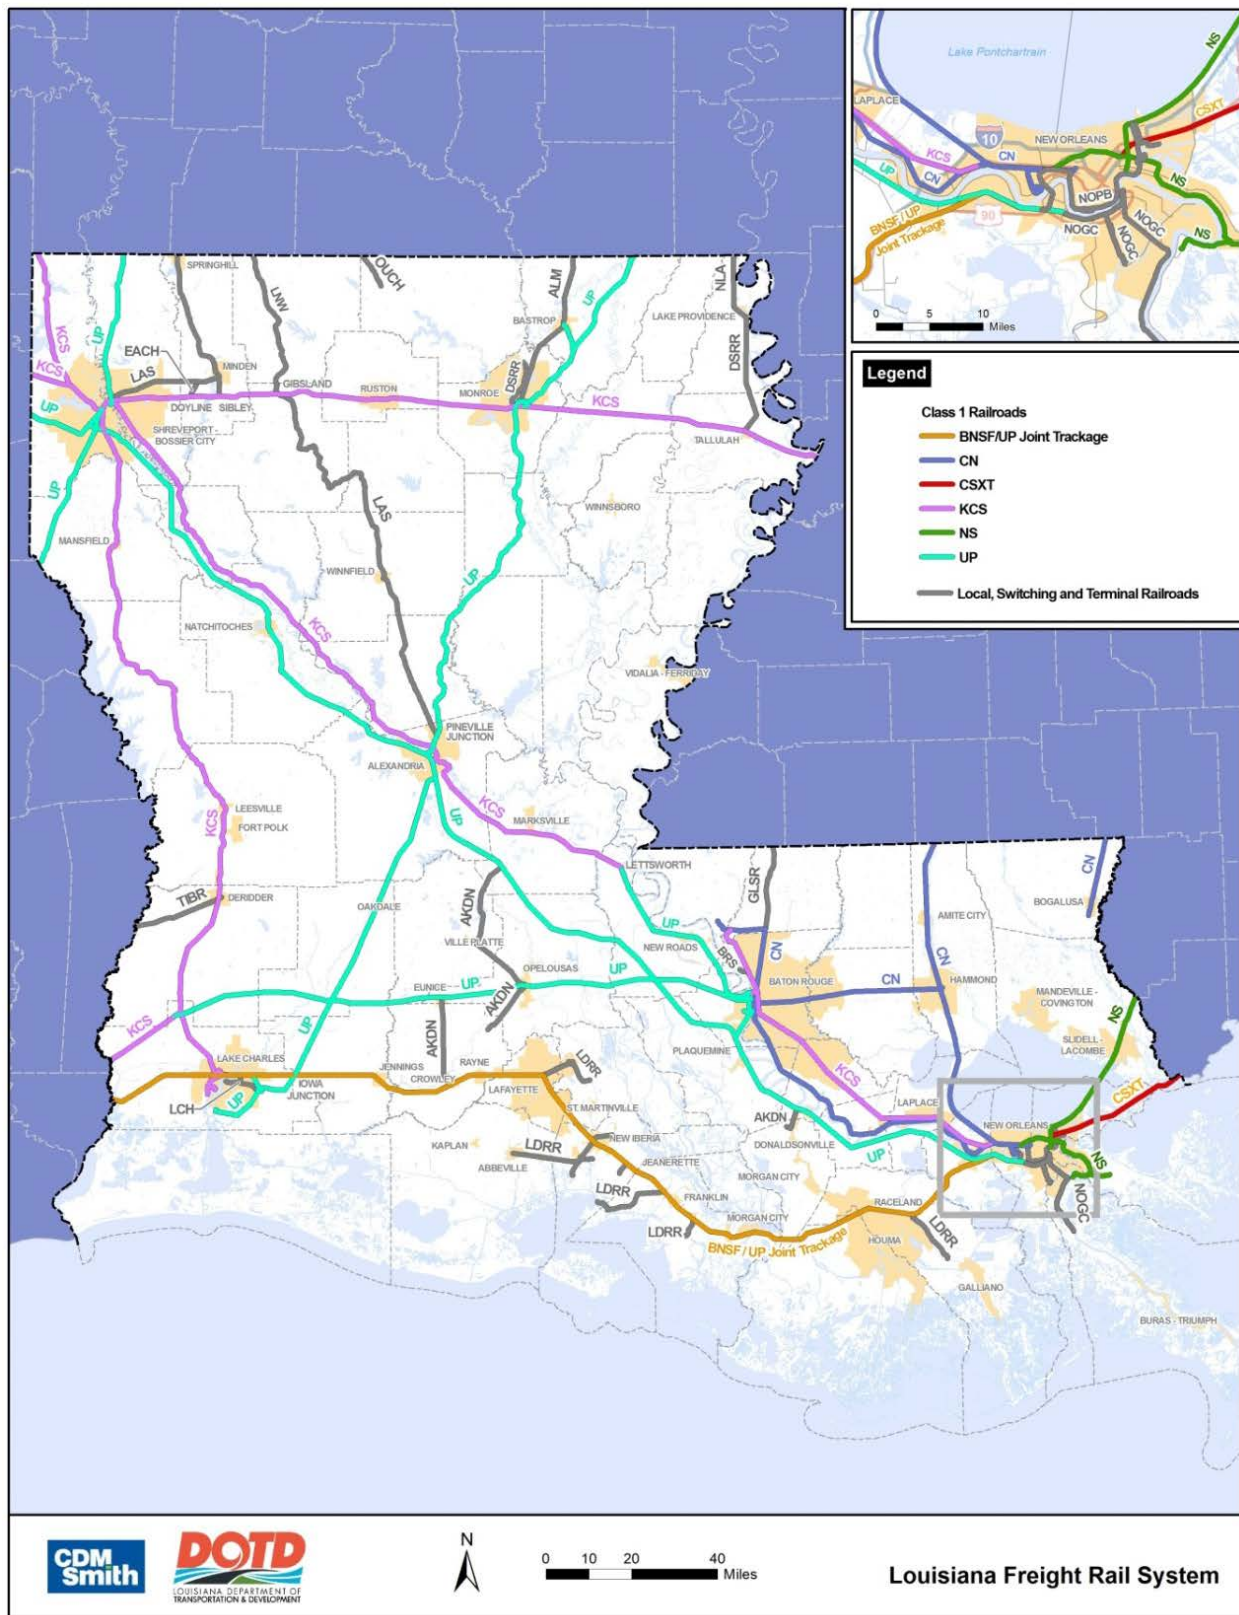 Lake Pontchartrain
NS
CSXT
LAPLACE
10
NEW ORLEANS
KCS
CN
CN
UP
NOPB
NS
BNSF / UP
Joint Trackage
90
NOGC
NOGC
NOGC
NS
0 5 10
Miles
Legend
Class 1 Railroads
BNSF/UP Joint Trackage
CN
CSXT
KCS
NS
UP
Local, Switching and Terminal Railroads
SPRINGHILL
OUCH
LNW
ALM
UP
NLA
KCS
UP
BASTROP
LAKE PROVIDENCE
EACH
LAS
MINDEN
DSRR
DSRR
KCS
GIBSLAND
RUSTON
MONROE
KCS
UP
DOYLINE
SIBLEY
SHREVEPORT -
BOSSIER CITY
TALLULAH
UP
LAS
WINNSBORO
MANSFIELD
WINNFIELD
UP
NATCHITOCHES
KCS
VIDALIA - FERRIDAY
PINEVILLE
JUNCTION
ALEXANDRIA
LEESVILLE
FORT POLK
KCS
UP
KCS
MARKSVILLE
LETTSWORTH
GLSR
CN
TIBR
DERIDDER
OAKDALE
AKDN
BOGALUSA
AMITE CITY
UP
VILLE PLATTE
NEW ROADS
CN
CN
BRS
OPELOUSAS
UP
BATON ROUGE
CN
HAMMOND
EUNICE
UP
MANDEVILLE -
COVINGTON
AKDN
KCS
UP
NS
AKDN
PLAQUEMINE
SLIDELL -
LACOMBE
LAKE CHARLES
RAYNE
JENNINGS
CROWLEY
LDRR
KCS
IOWA
JUNCTION
LAFAYETTE
CSXT
LCH
UP
LAPLACE
ST. MARTINVILLE
AKDN
NEW ORLEANS
KAPLAN
LDRR
NEW IBERIA
DONALDSONVILLE
UP
ABBEVILLE
JEANERETTE
NS
MORGAN CITY
LDRR
FRANKLIN
RACELAND
NOGC
MORGAN CITY
LDRR
LDRR
BNSF / UP Joint Trackage
HOUMA
GALLIANO
BURAS - TRIUMPH
CDM
Smith
DOTD
LOUISIANA DEPARTMENT OF
TRANSPORTATION & DEVELOPMENT
N
0 10 20 40
Miles
Louisiana Freight Rail System